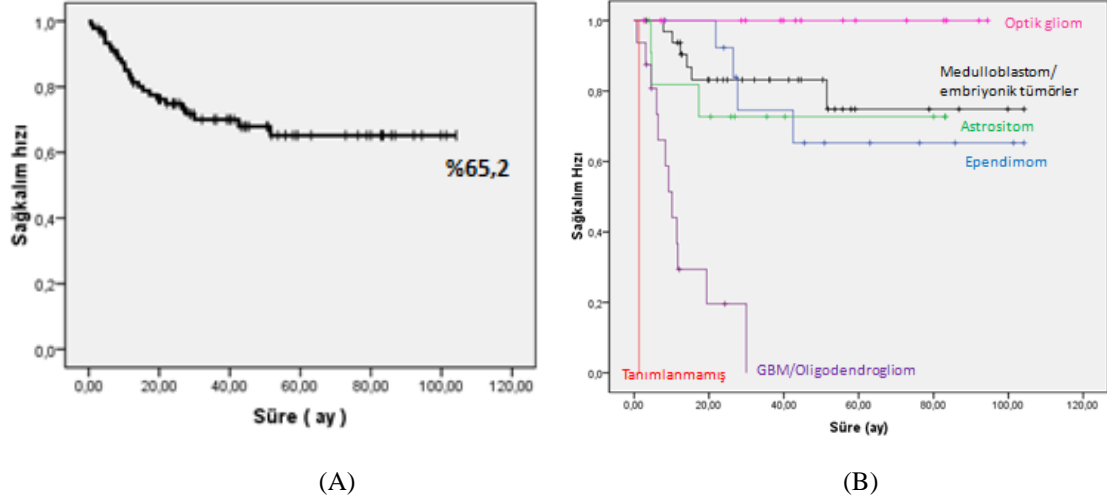 1,0
0,8
0,6
0,4
0,2
0,0
Sağkalım hızı
%65,2
0,00 20,00 40,00 60,00 80,00 100,00 120,00
Süre ( ay )
(A)
1,0
0,8
0,6
0,4
0,2
0,0
Sağkalım Hızı
Optik gliom
Medulloblastom/
embriyonik tümörler
Astrositom
Ependimom
Tanımlanmamış
GBM/Oligodendrogliom
0,00 20,00 40,00 60,00 80,00 100,00 120,00
Süre (ay)
(B)